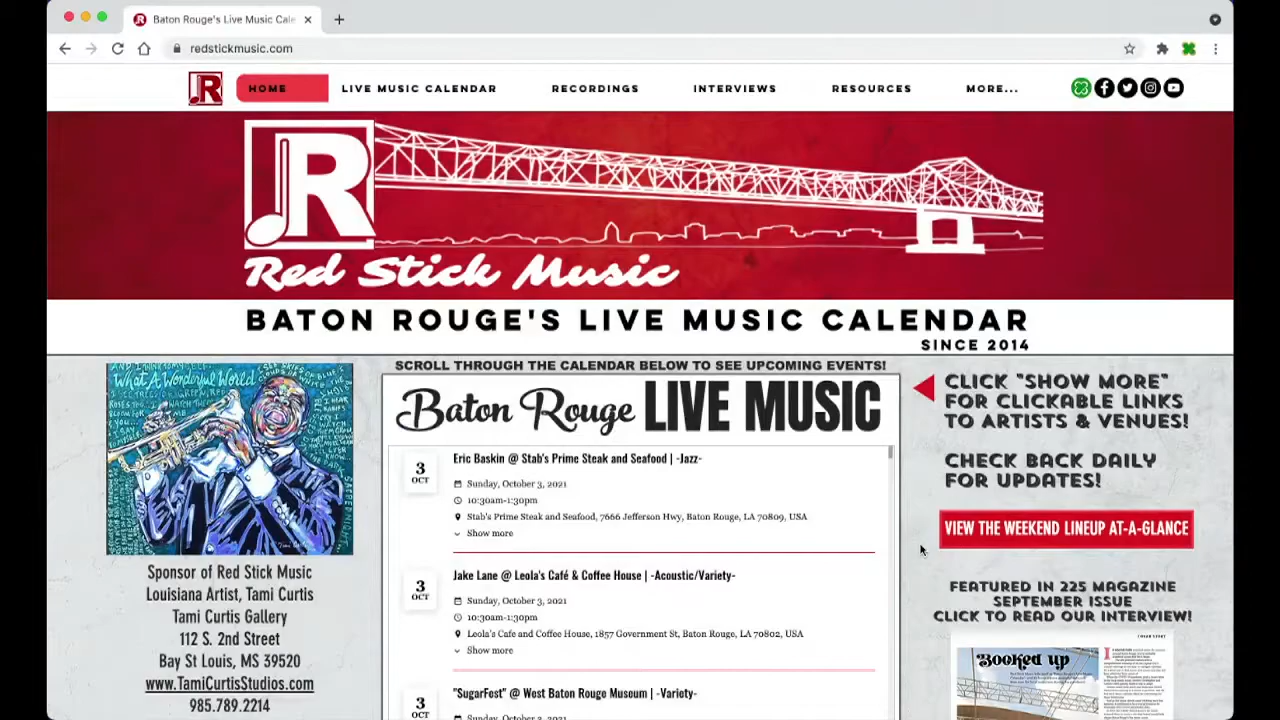 Baton Rouge's Live Music Cale
redstickmusic.com
HOME
LIVE MUSIC CALENDAR
RECORDINGS
INTERVIEWS
RESOURCES
MORE...
R
Red Stick Music
BATON ROUGE'S LIVE MUSIC CALENDAR
SINCE 2014
What A Wonderful World
Sponsor of Red Stick Music
Louisiana Artist, Tami Curtis
Tami Curtis Gallery
112 S. 2nd Street
Bay St Louis, MS 39520
www.TamiCurtisStudios.com
985.789.2214
SCROLL THROUGH THE CALENDAR BELOW TO SEE UPCOMING EVENTS!
Baton Rouge LIVE MUSIC
3
OCT
Eric Baskin @ Stab's Prime Steak and Seafood | -Jazz-
Sunday, October 3, 2021
10:30am-1:30pm
Stab's Prime Steak and Seafood, 7666 Jefferson Hwy, Baton Rouge, LA 70809, USA
Show more
3
OCT
Jake Lane @ Leola's Café & Coffee House | -Acoustic/Variety-
Sunday, October 3, 2021
10:30am-1:30pm
Leola's Cafe and Coffee House, 1857 Government St, Baton Rouge, LA 70802, USA
Show more
3
"SugarFest" @ West Baton Rouge Museum | -Variety-
Sunday, October 3, 2021
CLICK "SHOW MORE"
FOR CLICKABLE LINKS
TO ARTISTS & VENUES!
CHECK BACK DAILY
FOR UPDATES!
VIEW THE WEEKEND LINEUP AT-A-GLANCE
FEATURED IN 225 MAGAZINE
SEPTEMBER ISSUE
CLICK TO READ OUR INTERVIEW!
COVER STORY
Booked up